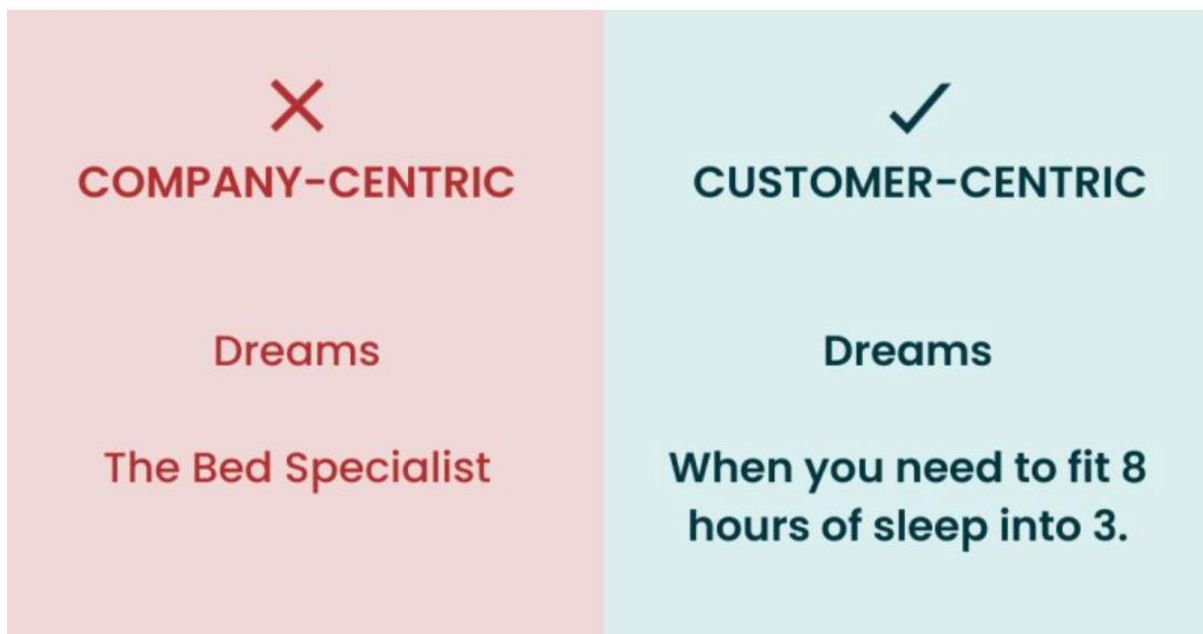 COMPANY-CENTRIC
Dreams
The Bed Specialist
CUSTOMER-CENTRIC
Dreams
When you need to fit 8
hours of sleep into 3.